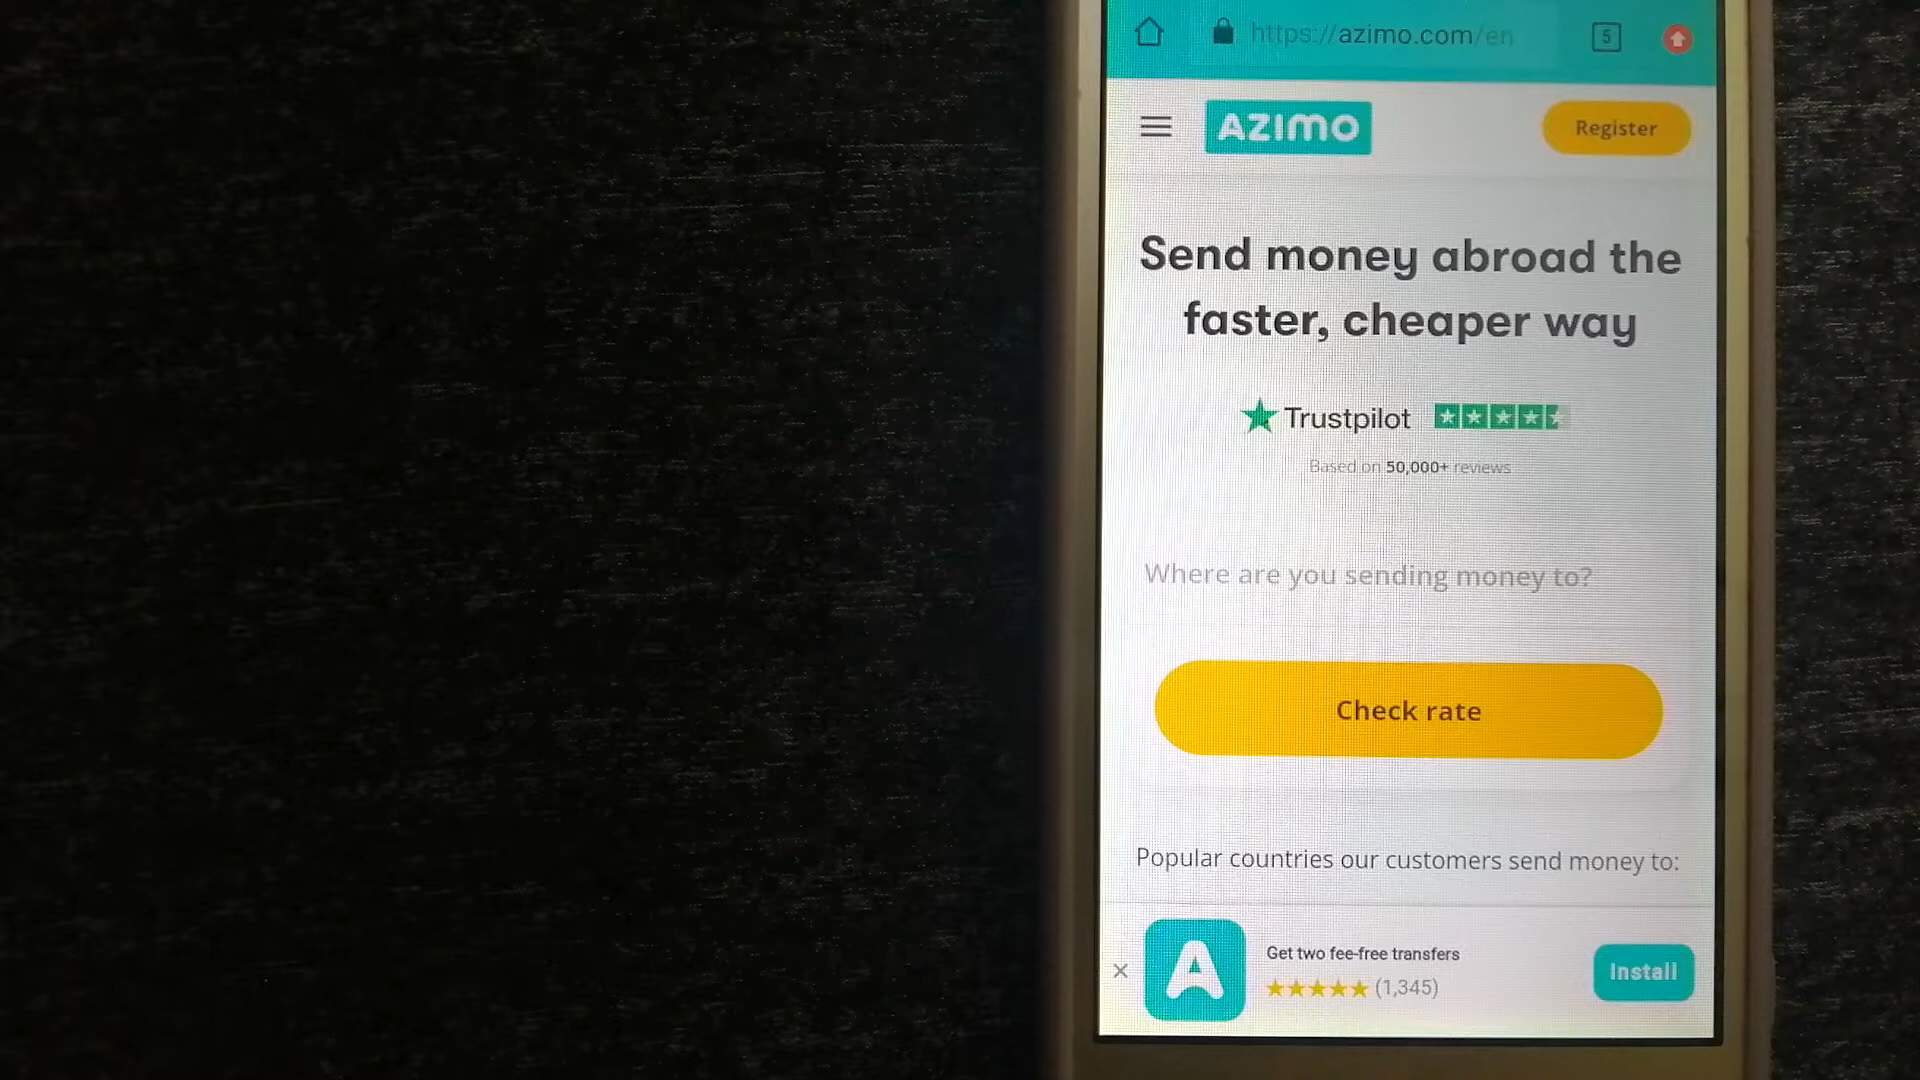 https://azimo.com/en
5
AZIMO
Register
Send money abroad the
faster, cheaper way
Trustpilot
Based on 50,000+ reviews
Where are you sending money to?
Check rate
Popular countries our customers send money to:
Get two fee-free transfers
(1,345)
Install